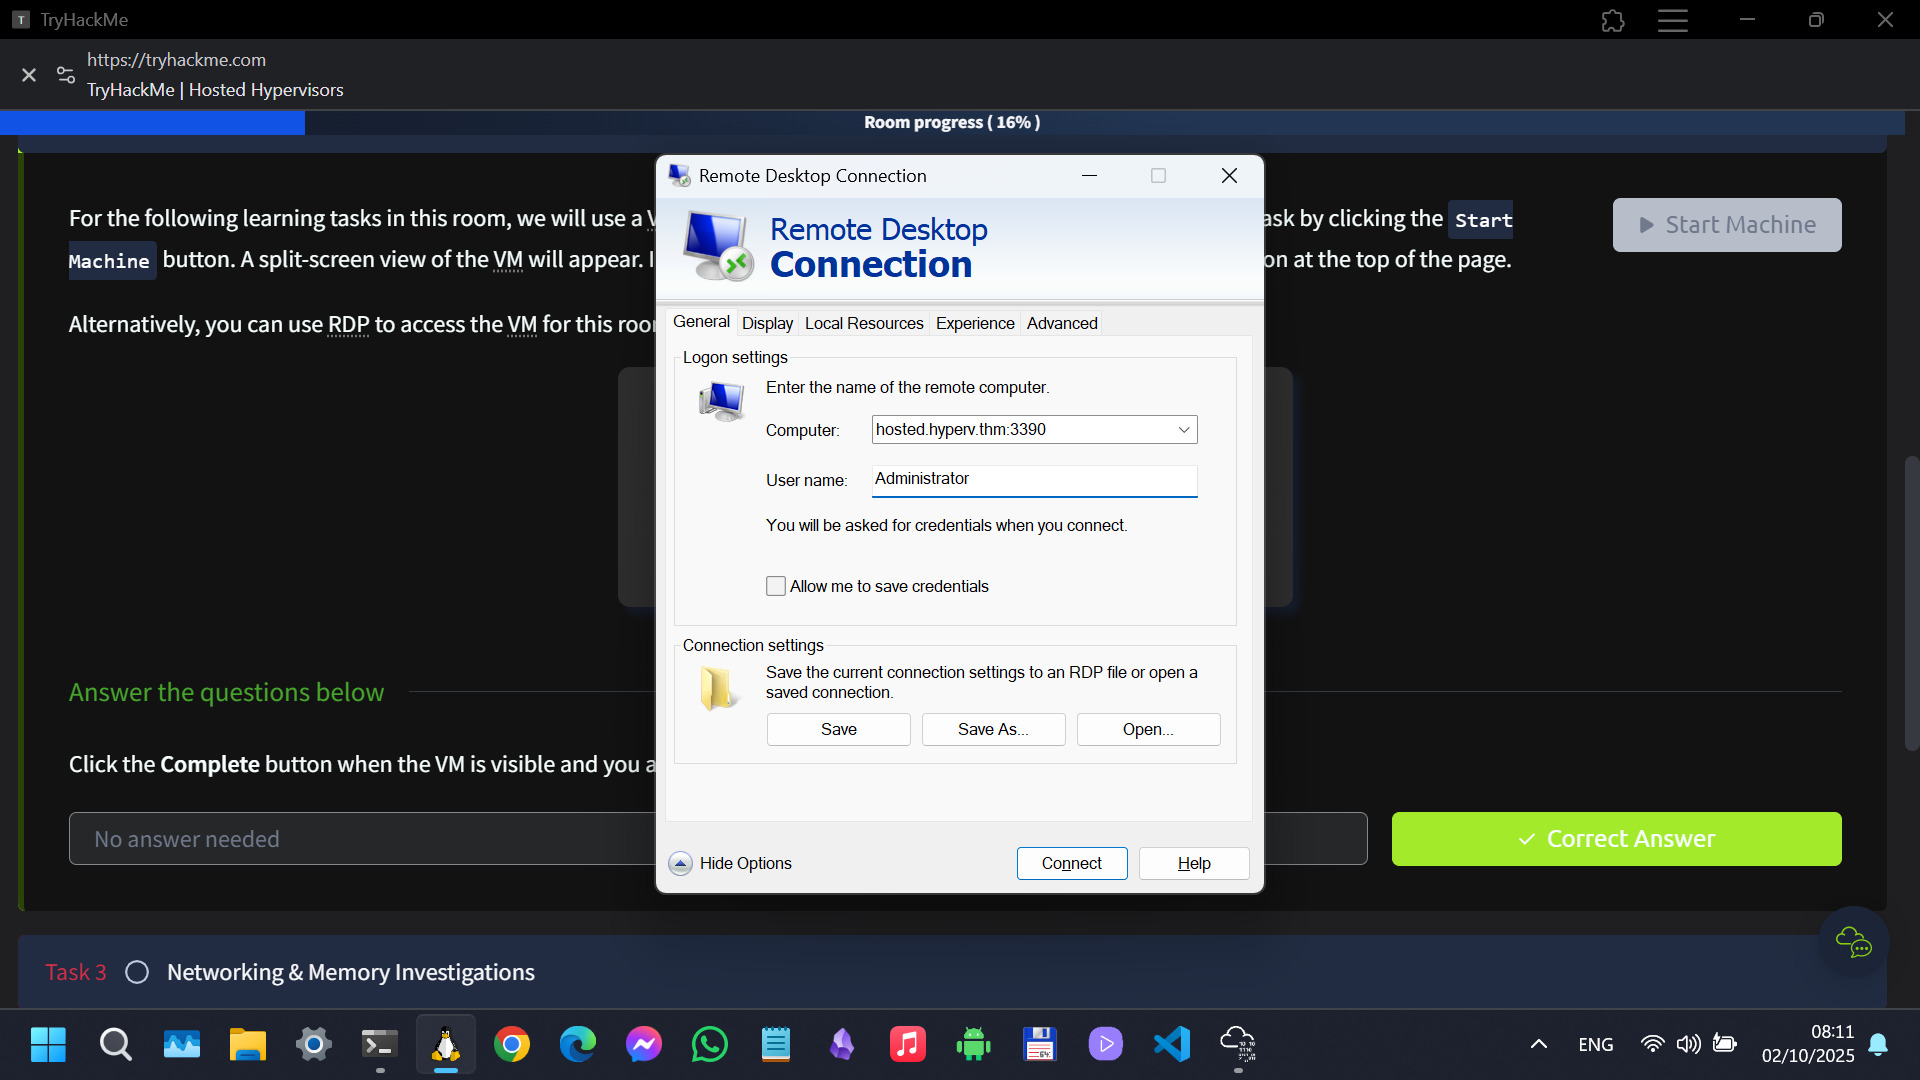 TryHackMe
https://tryhackme.com
TryHackMe | Hosted Hypervisors
Room progress ( 16% )
For the following learning tasks in this room, we will use a
ask by clicking the Start
Machine button. A split-screen view of the VM will appear.
on at the top of the page.
Start Machine
Alternatively, you can use RDP to access the VM for this
Remote Desktop Connection
Remote Desktop
Connection
General Display Local Resources Experience Advanced
Logon settings
Enter the name of the remote computer.
Computer: hosted.hyperv.thm:3390
User name: Administrator
You will be asked for credentials when you connect.
Allow me to save credentials
Connection settings
Save the current connection settings to an RDP file or open a
saved connection.
Save Save As... Open...
Hide Options Connect Help
Answer the questions below
Click the Complete button when the VM is visible and you
No answer needed
Correct Answer
Task 3 Networking & Memory Investigations
64
ENG
08:11
02/10/2025